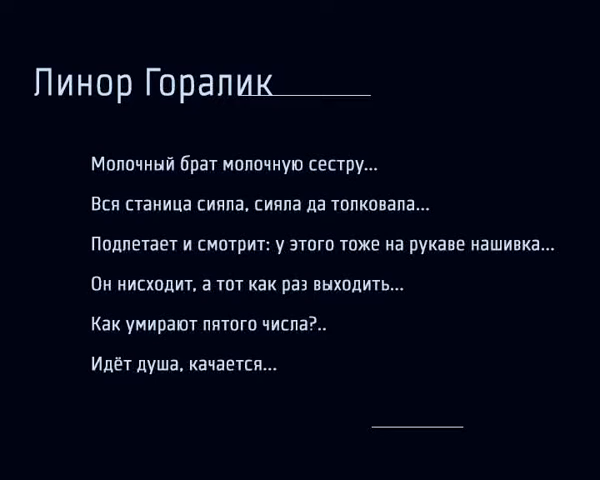 Линор Горалик
Молочный брат молочную сестру...
Вся станица сияла, сияла да толковала...
Подлетает и смотрит: у этого тоже на рукаве нашивка...
Он нисходит, а тот как раз выходить...
Как умирают пятого числа?..
Идёт душа, качается...